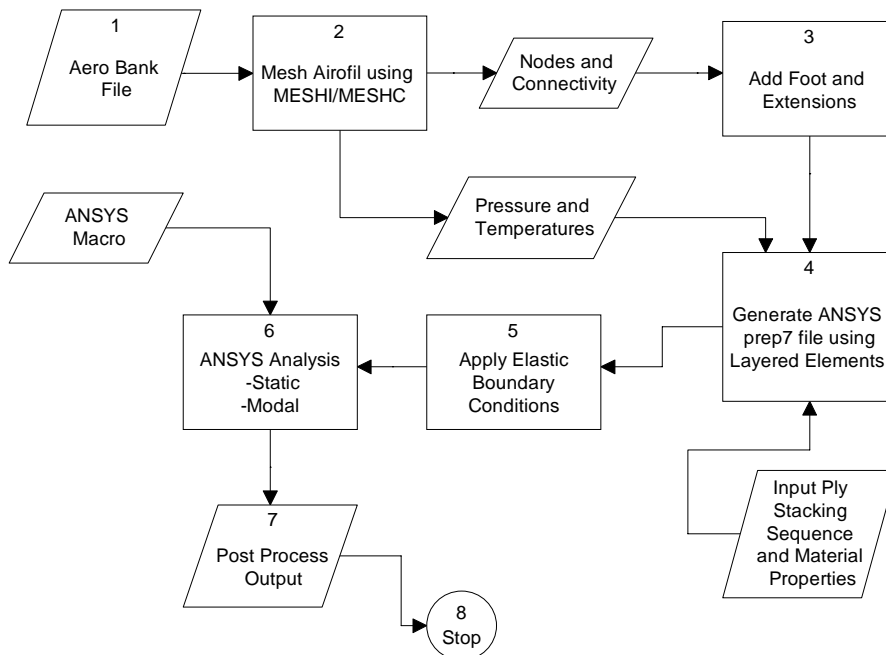 1
Aero Bank
File
2
Mesh Airofil using
MESHI/MESHC
Nodes and
Connectivity
3
Add Foot and
Extensions
ANSYS
Macro
Pressure and
Temperatures
4
Generate ANSYS
prep7 file using
Layered Elements
5
Apply Elastic
Boundary
Conditions
6
ANSYS Analysis
-Static
-Modal
7
Post Process
Output
8
Stop
Input Ply
Stacking
Sequence
and Material
Properties